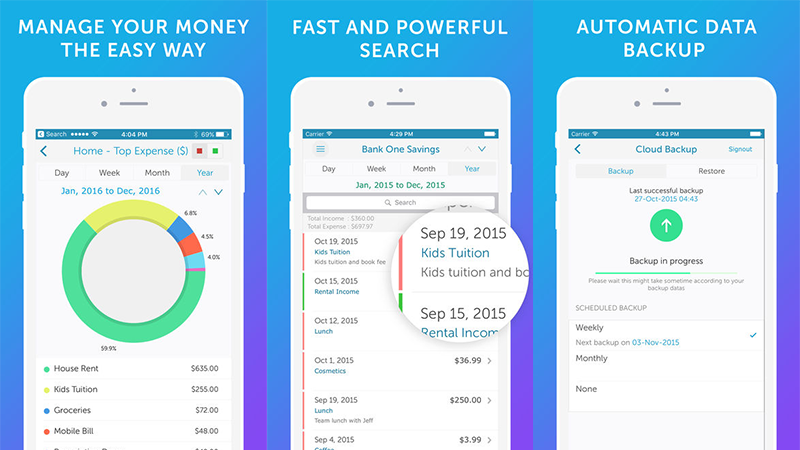 MANAGE YOUR MONEY
THE EASY WAY
Search
4:04 PM
69%
Home - Top Expense ($)
Day Week Month Year
Jan, 2016 to Dec, 2016
6.8%
4.5%
4.0%
59.9%
House Rent $635.00
Kids Tuition $255.00
Groceries $72.00
Mobile Bill $48.00
FAST AND POWERFUL
SEARCH
Carrier 4:29 PM
Bank One Savings
Day Week Month Year
Jan, 2015 to Dec, 2015
Search
Total Income : $360.00
Total Expense : $697.97
Oct 19, 2015
Kids Tuition
Kids tuition and book fee
Oct 15, 2015
Rental Income
Oct 12, 2015
Lunch
Oct 1, 2015
Cosmetics
$36.99
Sep 19, 2015
Lunch
Team lunch with Jeff
$250.00
Sep 4, 2015
$3.99
Sep 19, 2015
Kids Tuition
Kids tuition and bo
Sep 15, 2015
Rental Incom
AUTOMATIC DATA
BACKUP
Carrier 4:43 PM
Cloud Backup Signout
Backup Restore
Last successful backup
27-Oct-2015 04:43
Backup in progress
Please wait this might take sometime according to your
backup datas
SCHEDULED BACKUP
Weekly
Next backup on 03-Nov-2015
Monthly
None